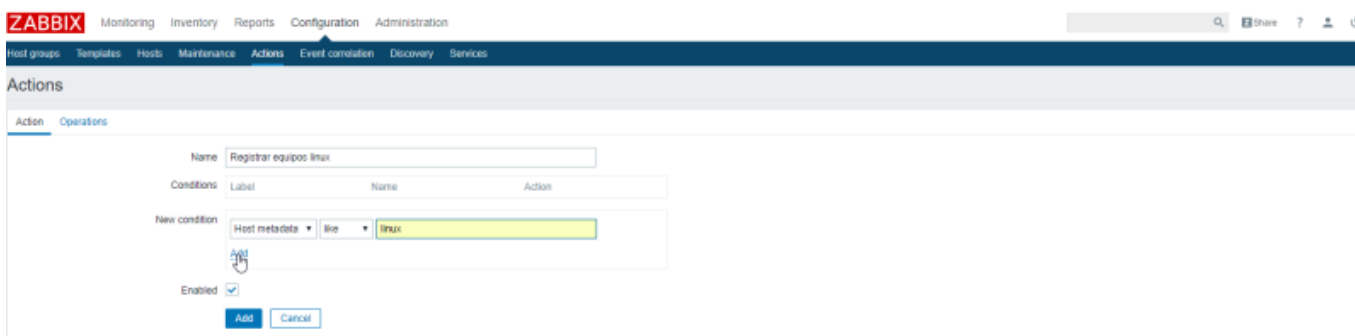 ZABBIX Monitoring Inventory Reports Configuration Administration Share ?
Host groups Templates Hosts Maintenance Actions Event correlation Discovery Services
Actions
Action Operations
Name Registrar equipos linux
Conditions Label Name Action
New condition Host metadata like linux
Add
Enabled
Add Cancel